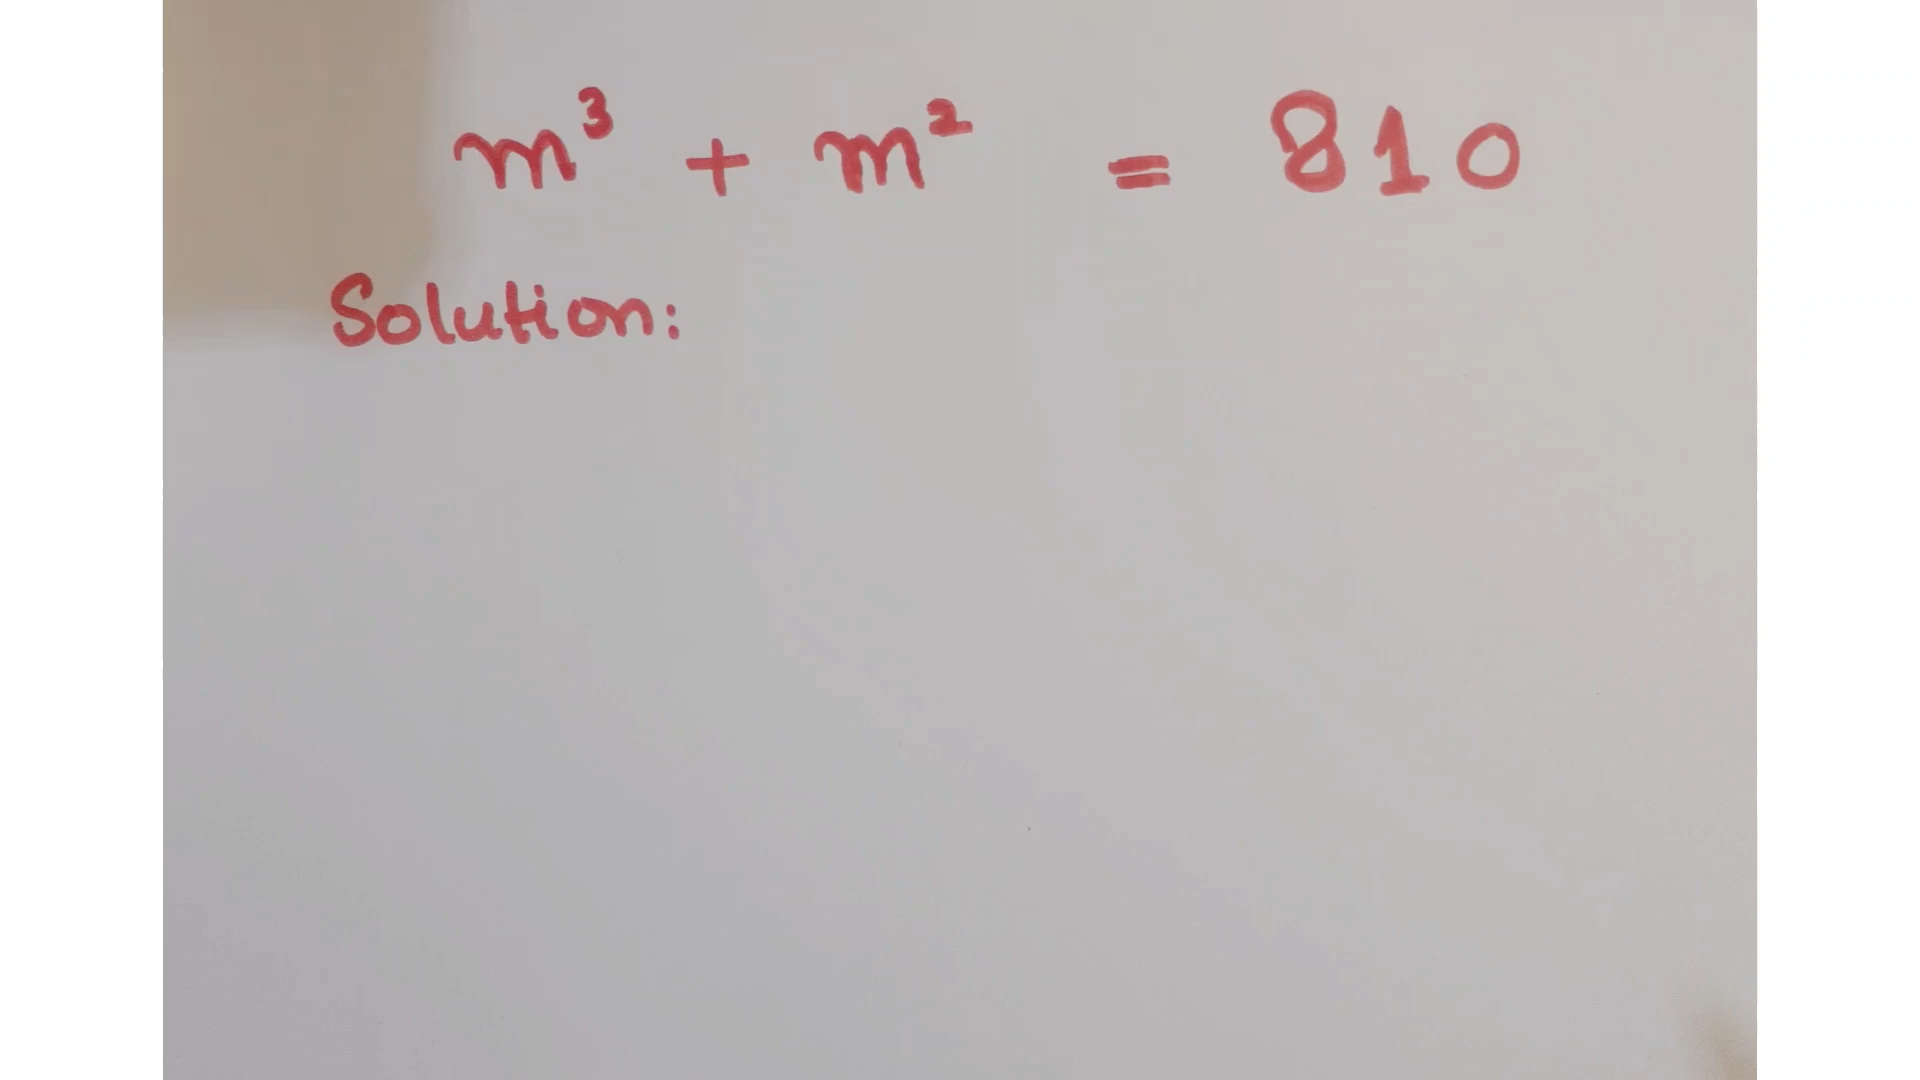 m³ + m² = 810
Solution: